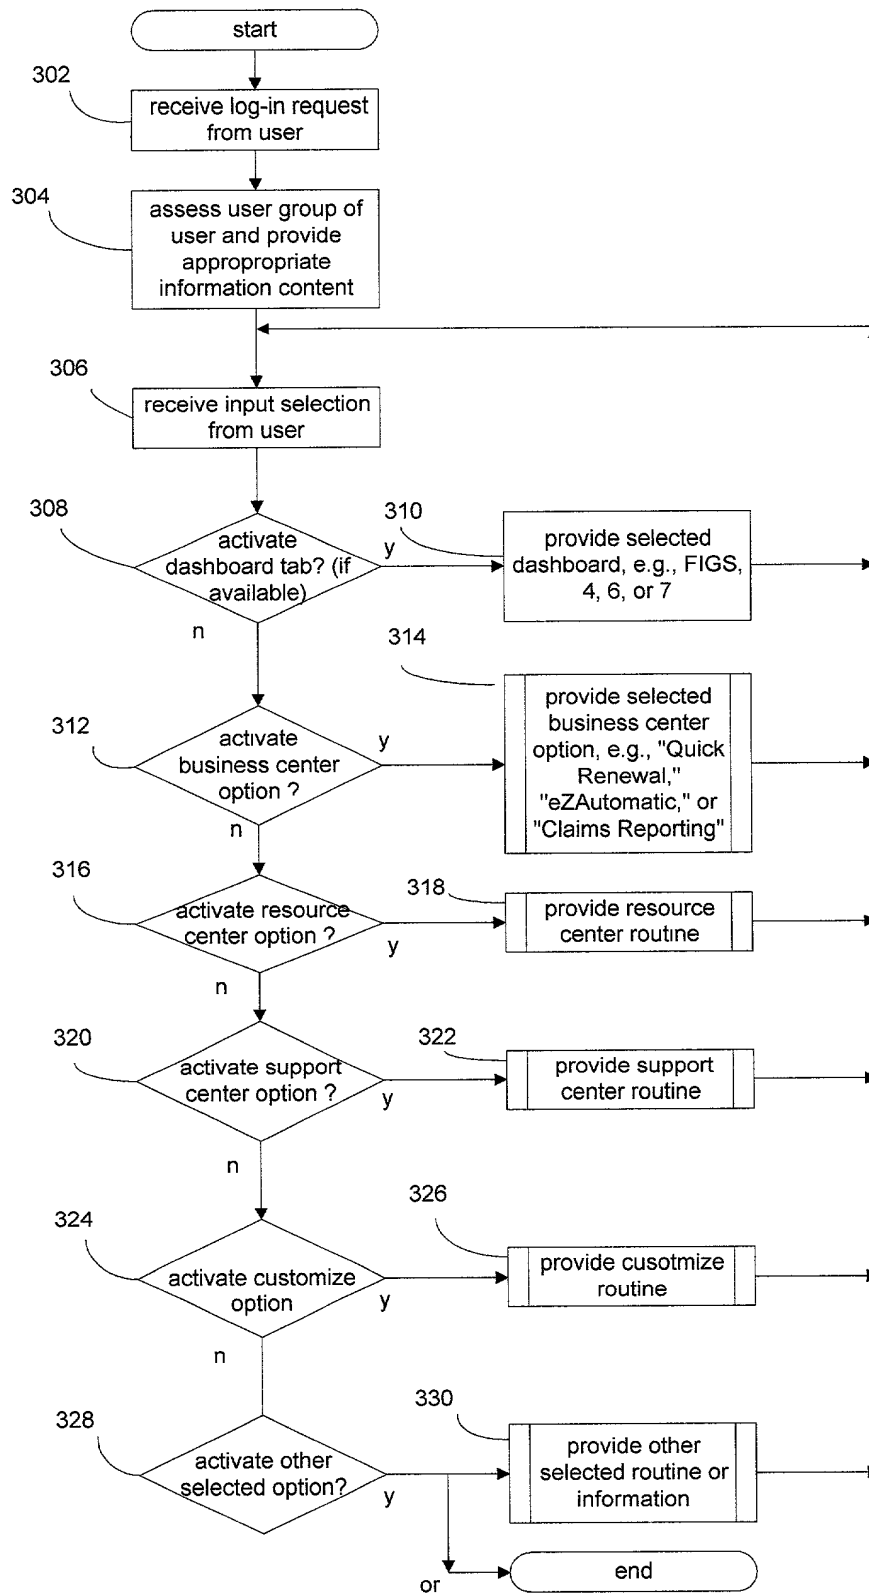 start
302
receive log-in request
from user
304
assess user group of
user and provide
appropropriate
information content
306
receive input selection
from user
308
activate
dashboard tab? (if
available)
y
n
310
provide selected
dashboard, e.g., FIGS,
4, 6, or 7
312
activate
business center
option ?
y
n
314
provide selected
business center
option, e.g., "Quick
Renewal,"
"eZAutomatic," or
"Claims Reporting"
316
activate resource
center option ?
y
n
318
provide resource
center routine
320
activate support
center option ?
y
n
322
provide support
center routine
324
activate customize
option
y
n
326
provide cusotmize
routine
328
activate other
selected option?
y
330
provide other
selected routine or
information
or
end